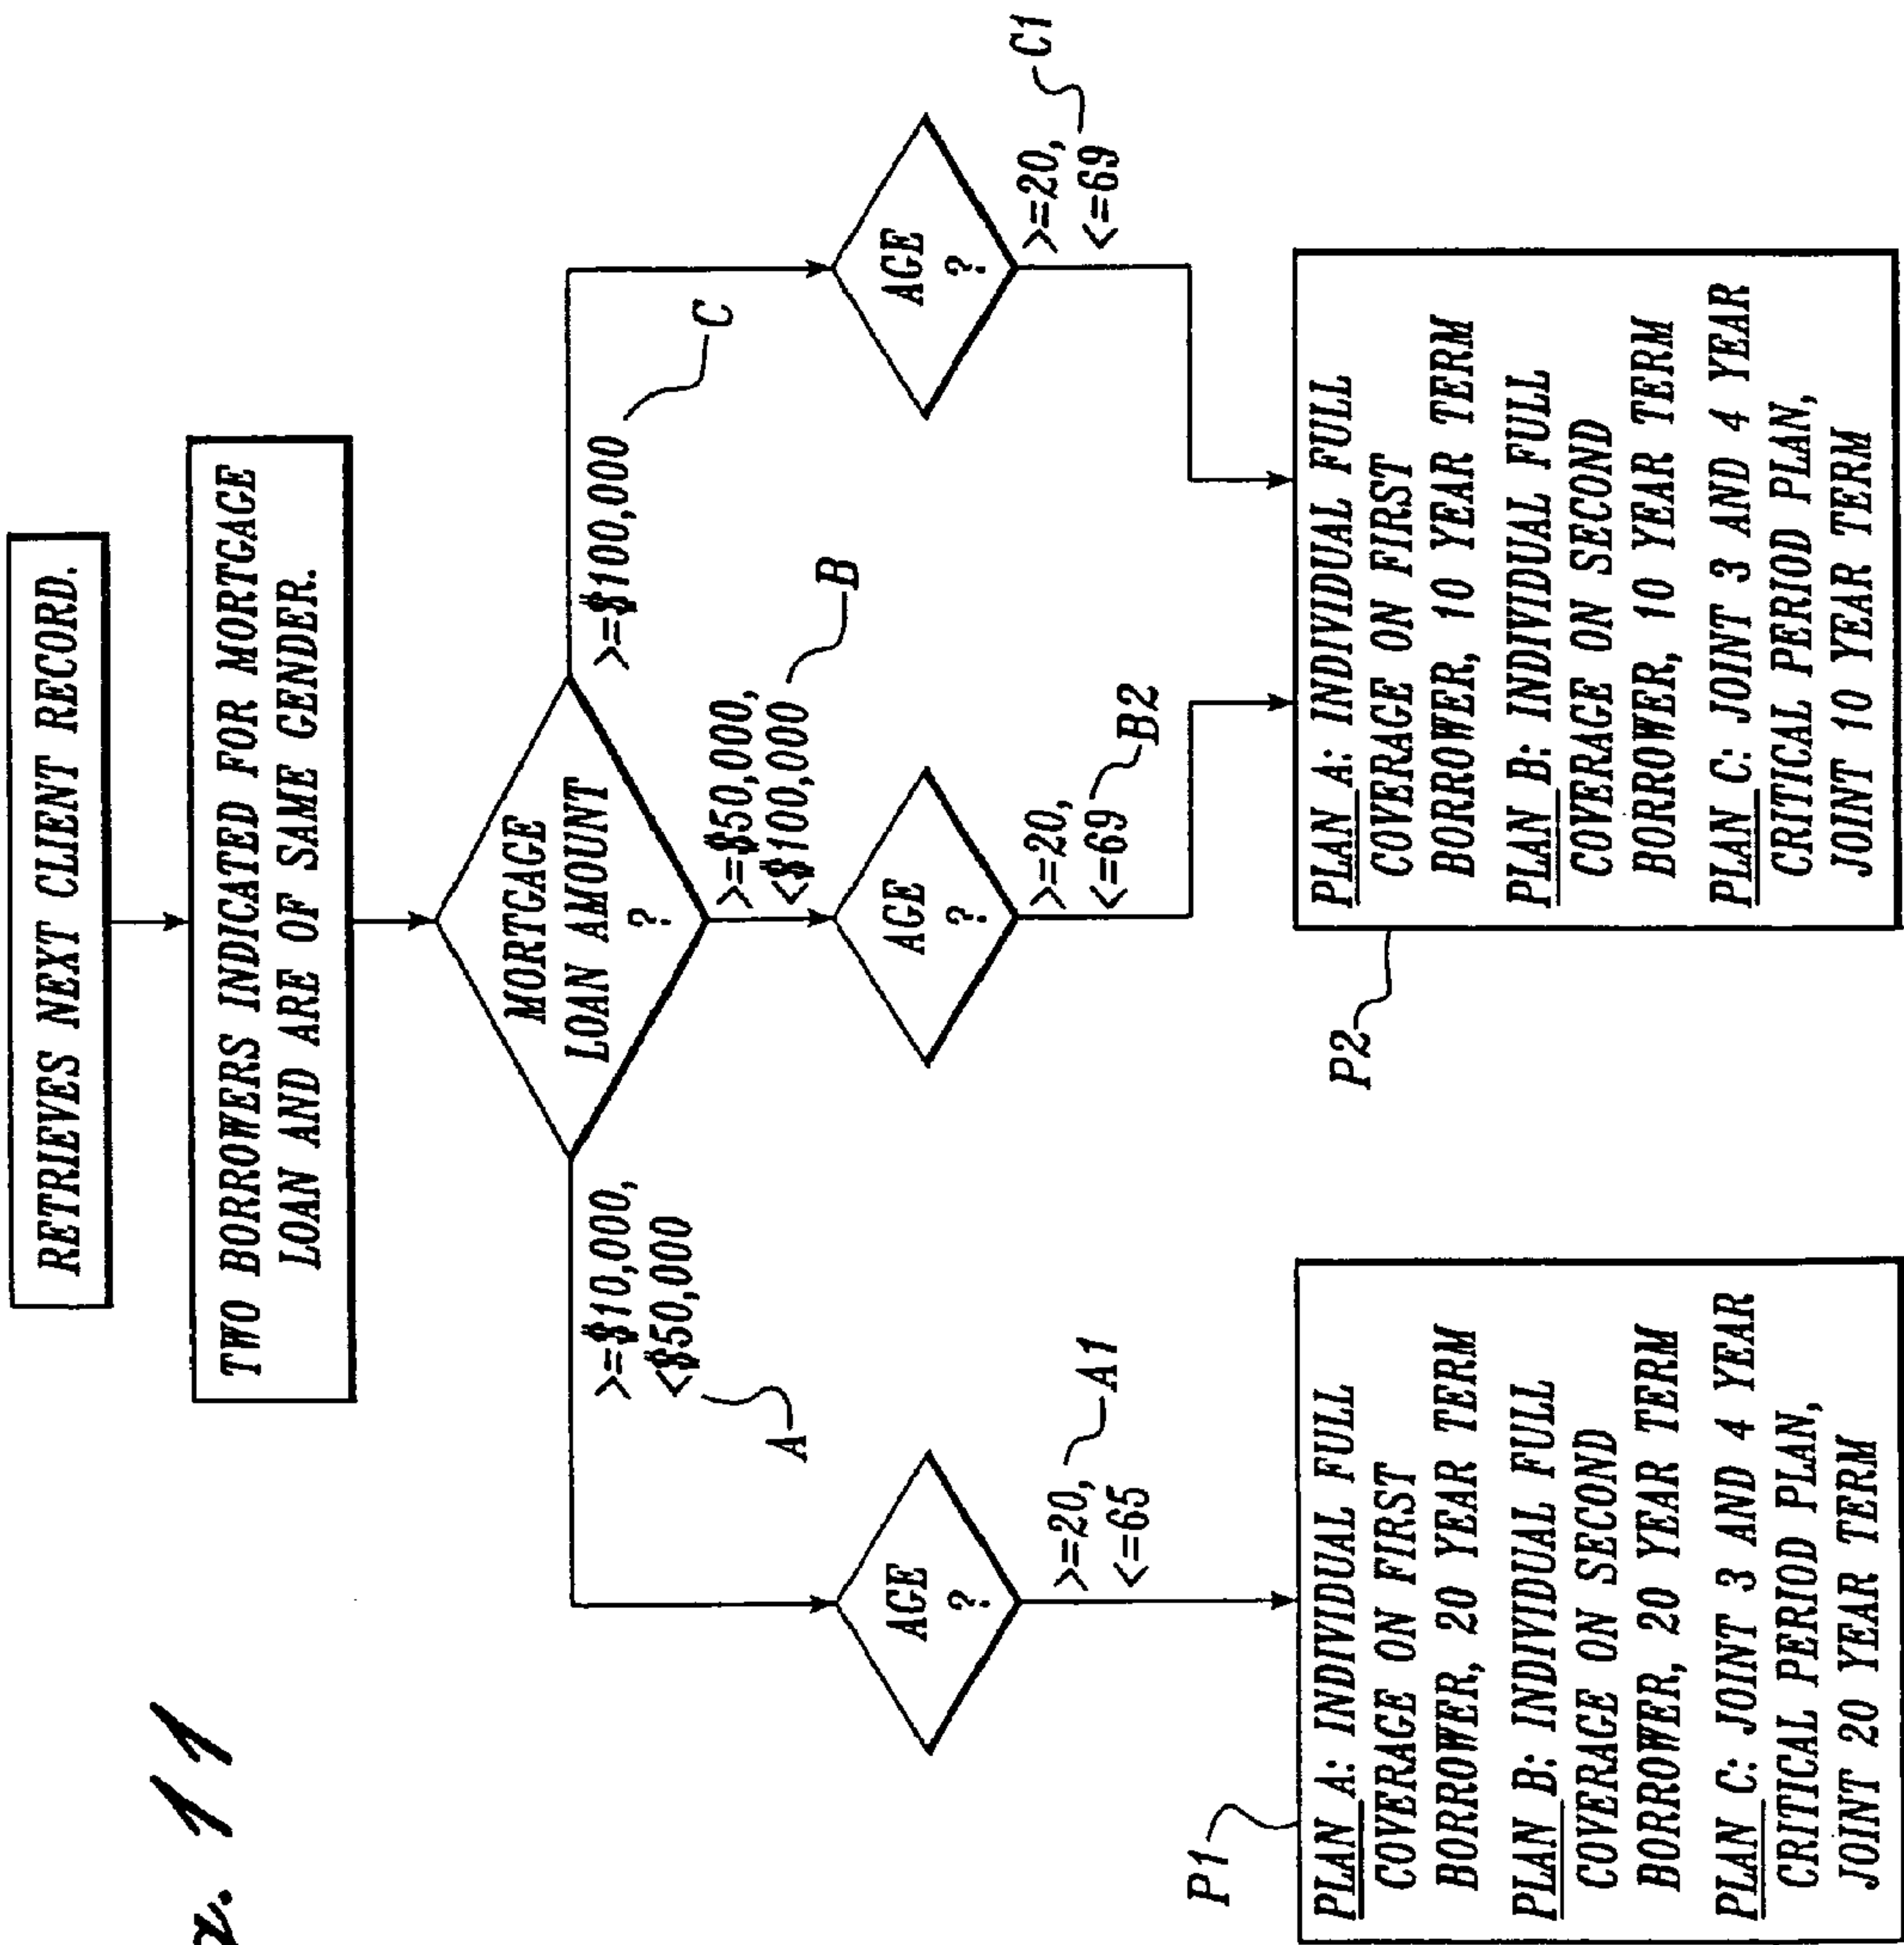 11
RETRIEVES NEXT CLIENT RECORD.
TWO BORROWERS INDICATED FOR MORTGAGE
LOAN AND ARE OF SAME GENDER.
MORTGAGE
LOAN AMOUNT
?
>=$10,000,
<$50,000
A
>=$50,000,
<$100,000
B
>=$100,000
C
AGE
?
>=20,
<=65
A1
AGE
?
>=20,
<=69
B2
AGE
?
>=20,
<=69
C1
P1
PLAN A: INDIVIDUAL FULL
COVERAGE ON FIRST
BORROWER, 20 YEAR TERM
PLAN B: INDIVIDUAL FULL
COVERAGE ON SECOND
BORROWER, 20 YEAR TERM
PLAN C: JOINT 3 AND 4 YEAR
CRITICAL PERIOD PLAN,
JOINT 20 YEAR TERM
P2
PLAN A: INDIVIDUAL FULL
COVERAGE ON FIRST
BORROWER, 10 YEAR TERM
PLAN B: INDIVIDUAL FULL
COVERAGE ON SECOND
BORROWER, 10 YEAR TERM
PLAN C: JOINT 3 AND 4 YEAR
CRITICAL PERIOD PLAN,
JOINT 10 YEAR TERM